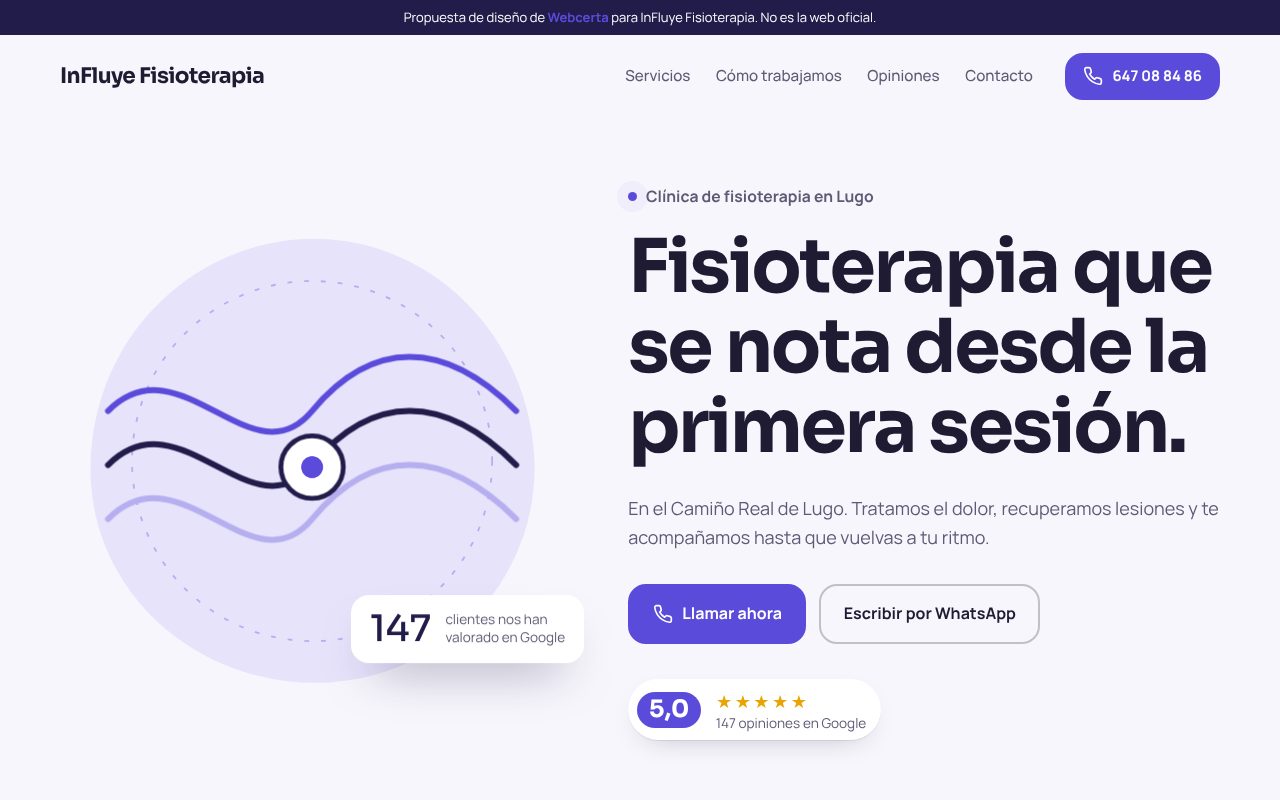 Propuesta de diseño de Webcerta para InFluye Fisioterapia. No es la web oficial.
InFluye Fisioterapia
Servicios
Cómo trabajamos
Opiniones
Contacto
647 08 84 86
Clínica de fisioterapia en Lugo
Fisioterapia que
se nota desde la
primera sesión.
En el Camiño Real de Lugo. Tratamos el dolor, recuperamos lesiones y te
acompañamos hasta que vuelvas a tu ritmo.
Llamar ahora
Escribir por WhatsApp
147
clientes nos han
valorado en Google
5,0
★★★★★
147 opiniones en Google